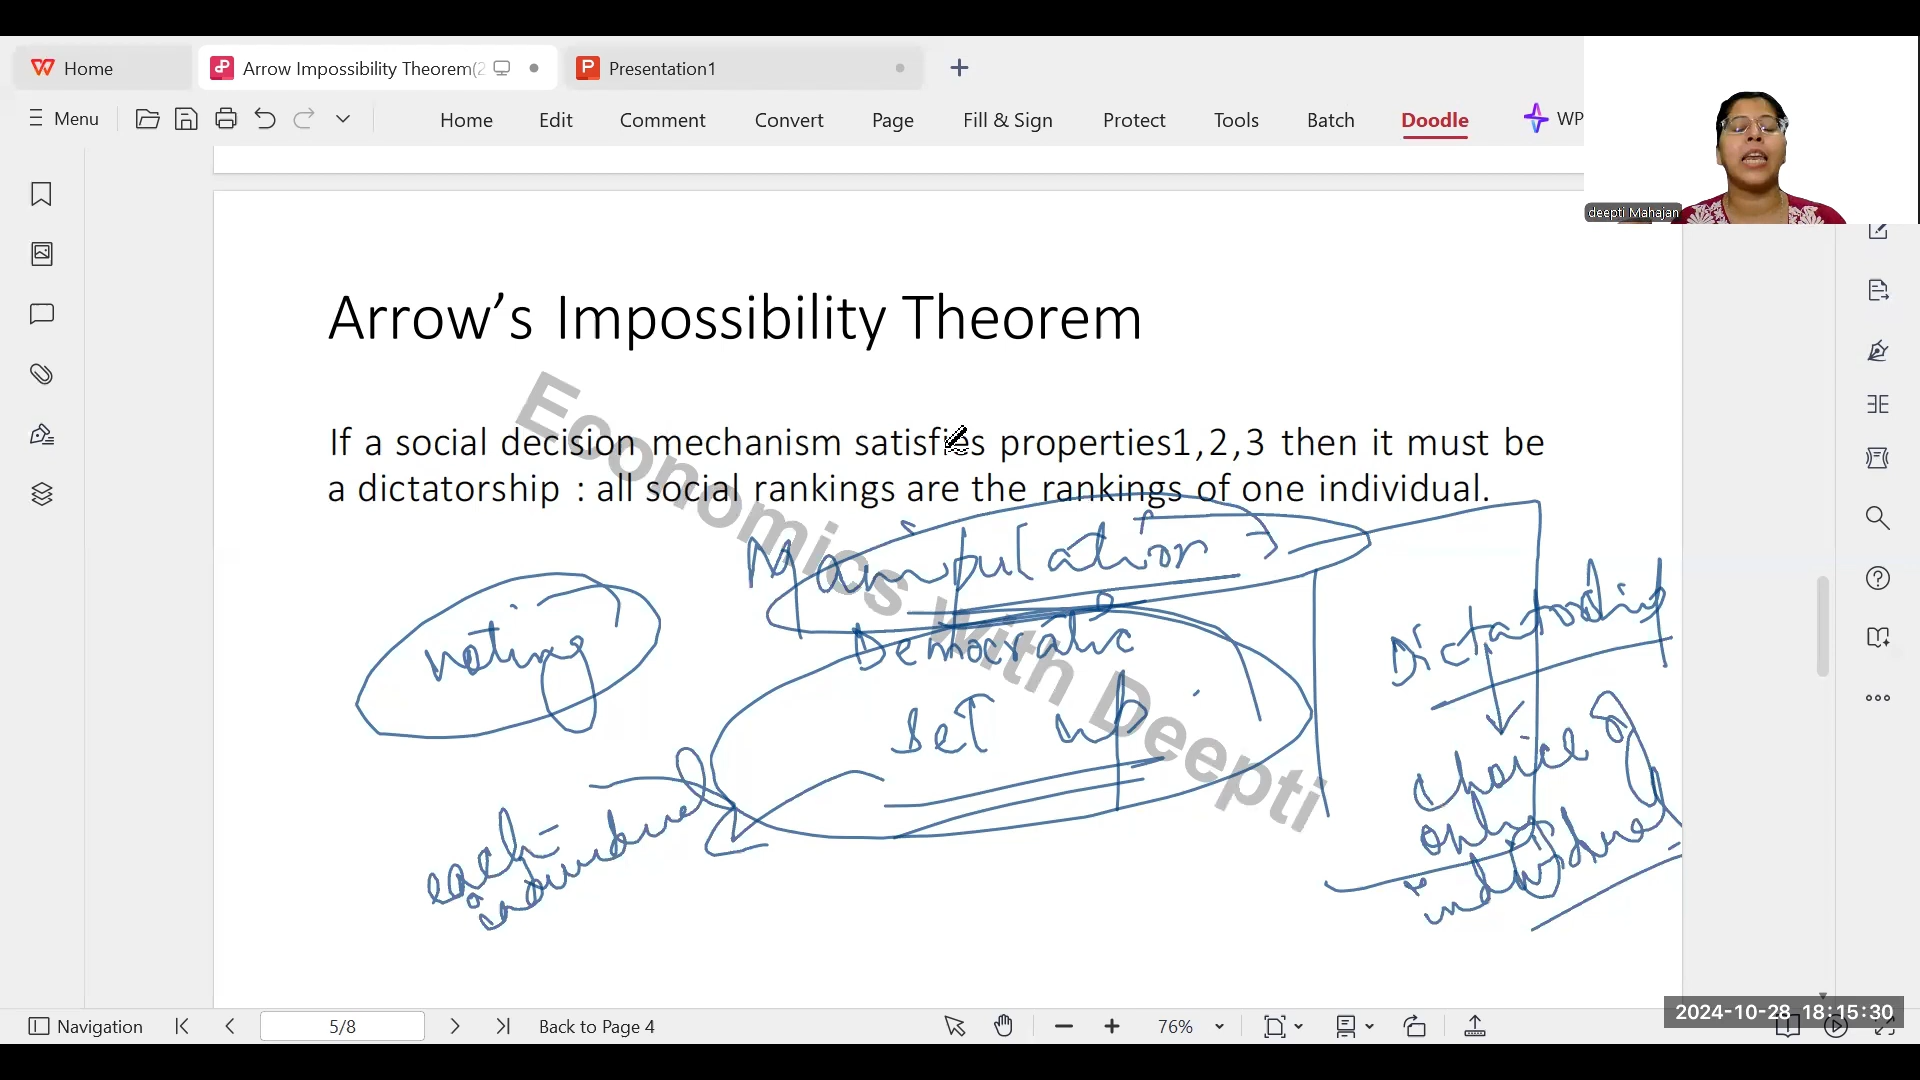 Home
Arrow Impossibility Theorem(2
Presentation1
Menu
Home Edit Comment Convert Page Fill & Sign Protect Tools Batch Doodle WP
deepti Mahajan
Arrow's Impossibility Theorem
If a social decision mechanism satisfies properties1,2,3 then it must be
a dictatorship : all social rankings are the rankings of one individual.
Economics with Deepti
Manipulation
voting
Democratic
set up
each
individual
Dictatorship
choice of
only
individual
Navigation 5/8 Back to Page 4 76%
2024-10-28 18:15:30